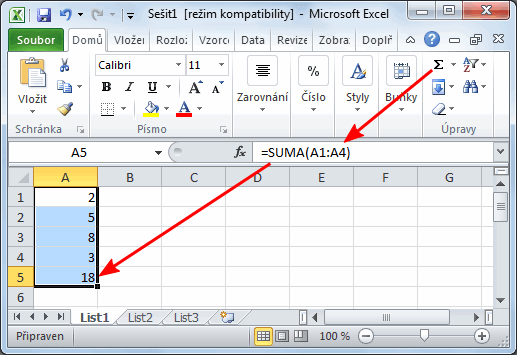 Sešit1 [režim kompatibility] - Microsoft Excel
Soubor Domů Vložen Rozlož Vzorce Data Revize Zobra: Doplň
Vložit
Schránka
Calibri 11
B I U A A
A
Písmo
Zarovnání
%
Číslo
Styly
Buňky
Σ
Úpravy
A5 fx =SUMA(A1:A4)
A B C D E F G
1 2
2 5
3 8
4 3
5 18
6
List1 List2 List3
Připraven 100 %